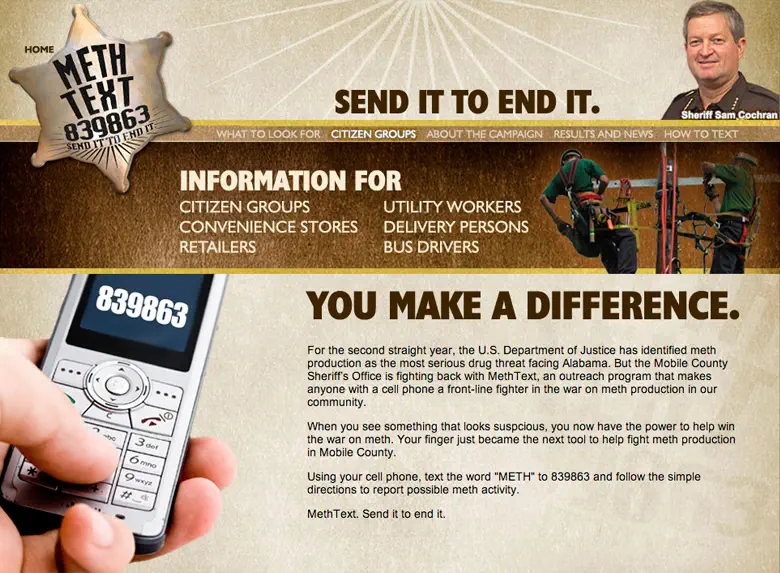 HOME
METH
TEXT
839863
SEND IT TO END IT
SEND IT TO END IT.
Sheriff Sam Cochran
WHAT TO LOOK FOR CITIZEN GROUPS ABOUT THE CAMPAIGN RESULTS AND NEWS HOW TO TEXT
INFORMATION FOR
CITIZEN GROUPS
CONVENIENCE STORES
RETAILERS
UTILITY WORKERS
DELIVERY PERSONS
BUS DRIVERS
839863
C
abc
3 def
6 mno
9 wxyz
*
#
YOU MAKE A DIFFERENCE.
For the second straight year, the U.S. Department of Justice has identified meth
production as the most serious drug threat facing Alabama. But the Mobile County
Sheriff's Office is fighting back with MethText, an outreach program that makes
anyone with a cell phone a front-line fighter in the war on meth production in our
community.
When you see something that looks suspcious, you now have the power to help win
the war on meth. Your finger just became the next tool to help fight meth production
in Mobile County.
Using your cell phone, text the word "METH" to 839863 and follow the simple
directions to report possible meth activity.
MethText. Send it to end it.